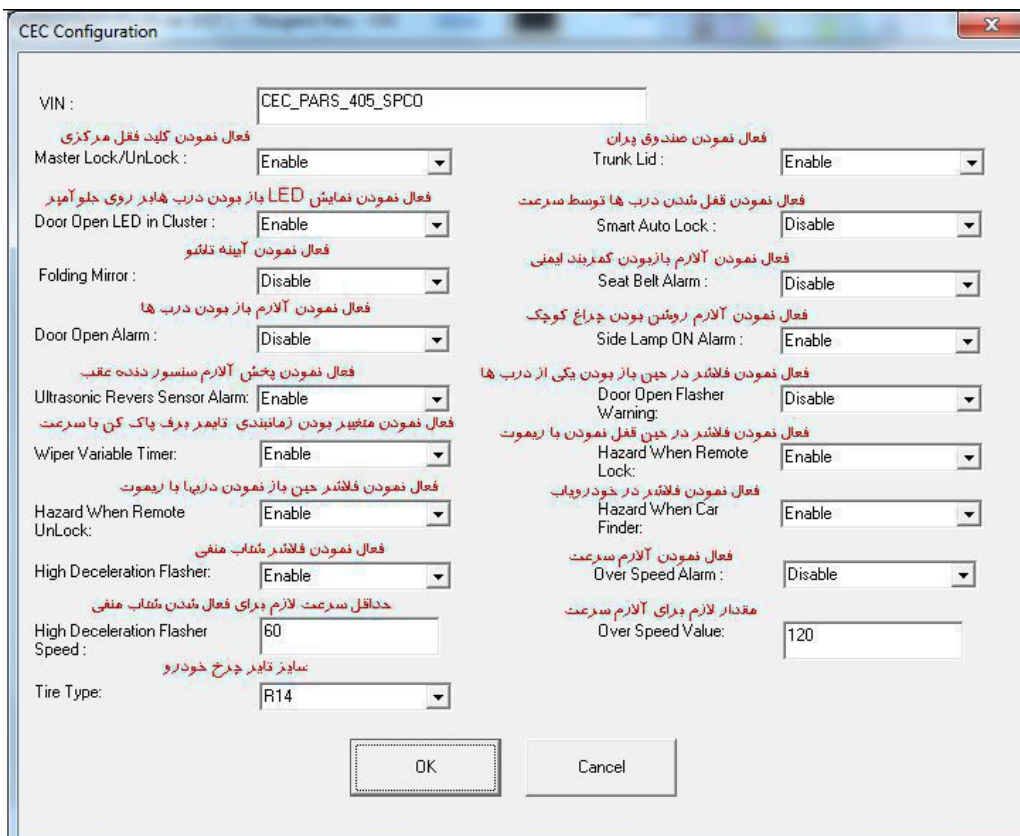 CEC Configuration
VIN :
CEC_PARS_405_SPCO
فعال نمودن کلید قفل مرکزی
Master Lock/UnLock :
Enable
فعال نمودن صندوق پران
Trunk Lid :
Enable
فعال نمودن نمایش LED باز بودن درب هابر روی جلو آمپر
Door Open LED in Cluster :
Enable
فعال نمودن قفل شدن درب ها توسط سرعت
Smart Auto Lock :
Disable
فعال نمودن آیینه تاشو
Folding Mirror :
Disable
فعال نمودن آلارم بازبودن کمربند ایمنی
Seat Belt Alarm :
Disable
فعال نمودن آلارم باز بودن درب ها
Door Open Alarm :
Disable
فعال نمودن آلارم روشن بودن چراغ کوچک
Side Lamp ON Alarm :
Enable
فعال نمودن پخش آلارم سنسور دنده عقب
Ultrasonic Revers Sensor Alarm:
Enable
فعال نمودن فلاشر در حین باز بودن یکی از درب ها
Door Open Flasher
Warning:
Disable
فعال نمودن متغییر بودن زمانبندی تایمر برف پاک کن با سرعت
Wiper Variable Timer:
Enable
فعال نمودن فلاشر در حین قفل نمودن با ریموت
Hazard When Remote
Lock:
Enable
فعال نمودن فلاشر حین باز نمودن دربها با ریموت
Hazard When Remote
UnLock:
Enable
فعال نمودن فلاشر در خودرویاب
Hazard When Car
Finder:
Enable
فعال نمودن فلاشر شتاب منفی
High Deceleration Flasher:
Enable
فعال نمودن آلارم سرعت
Over Speed Alarm :
Disable
حداقل سرعت لازم برای فعال شدن شتاب منفی
High Deceleration Flasher
Speed :
60
مقدار لازم برای آلارم سرعت
Over Speed Value:
120
سایز تایر چرخ خودرو
Tire Type:
R14
OK
Cancel